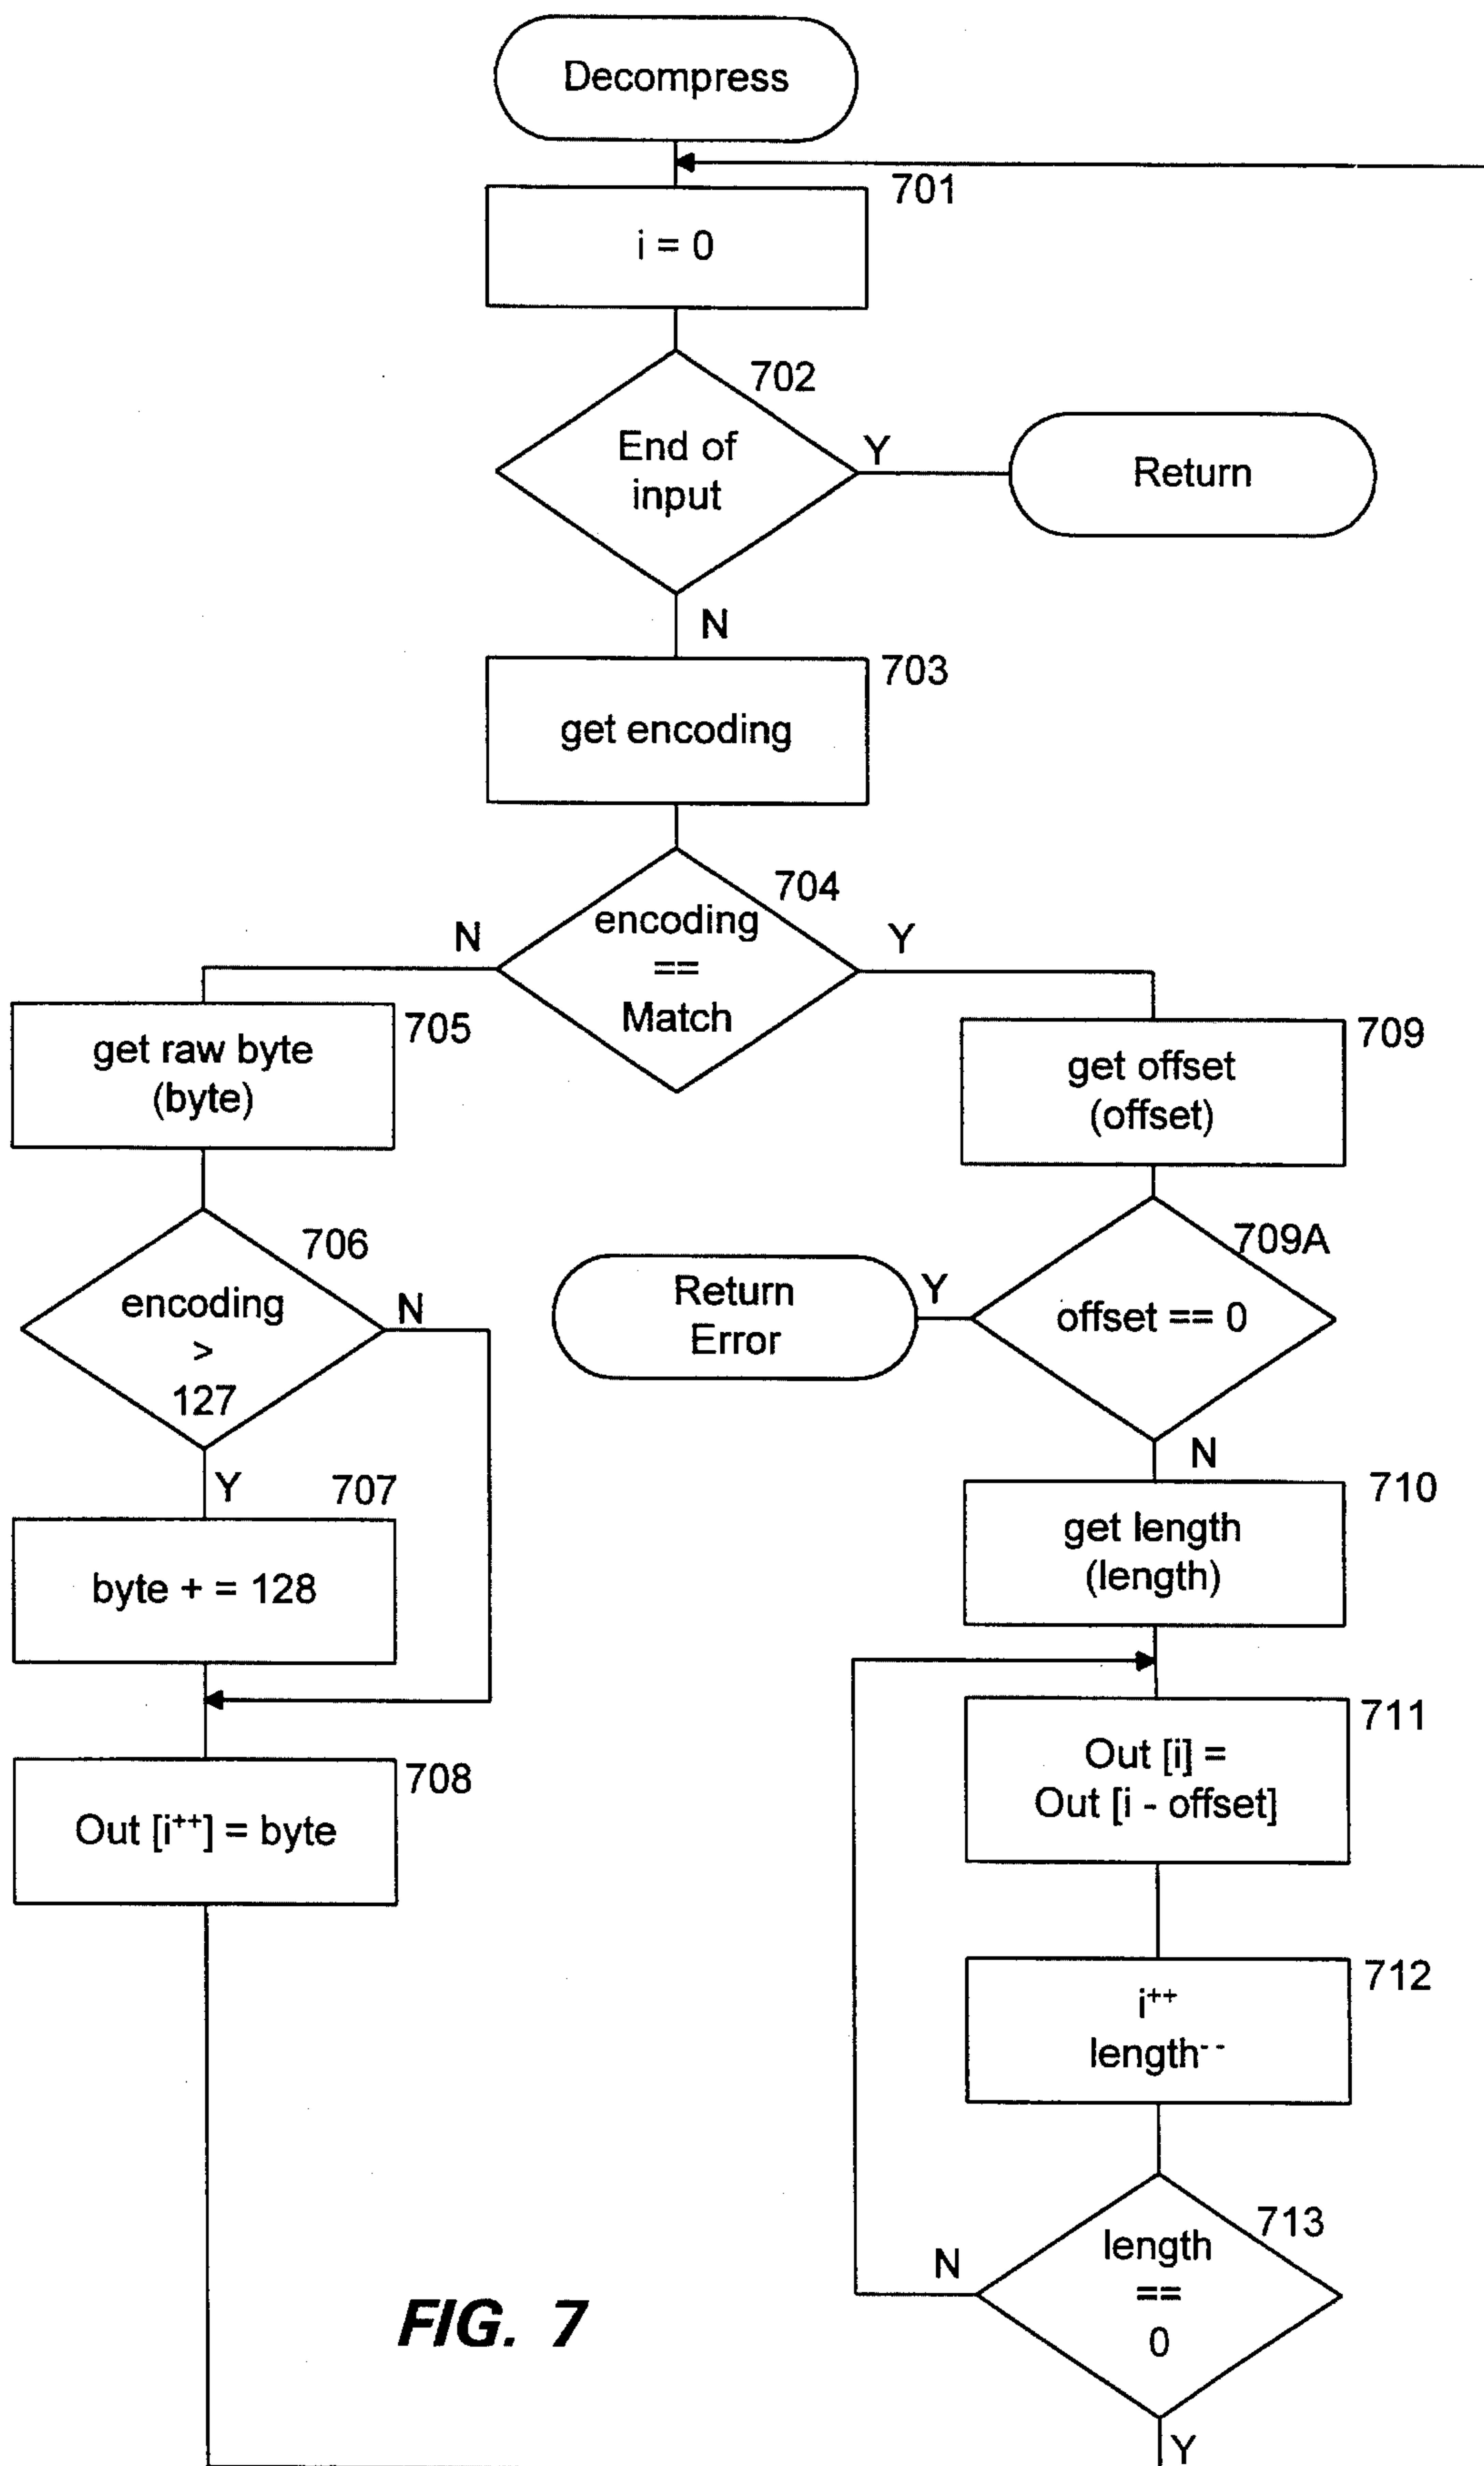 Decompress
701
i = 0
702
End of
input
Y
Return
N
703
get encoding
704
encoding
==
Match
N
Y
705
get raw byte
(byte)
709
get offset
(offset)
706
encoding
>
127
N
709A
offset == 0
Y
Return
Error
N
Y
707
byte + = 128
710
get length
(length)
708
Out [i++] = byte
711
Out [i] =
Out [i - offset]
712
i++
length--
713
length
==
0
N
Y
FIG. 7